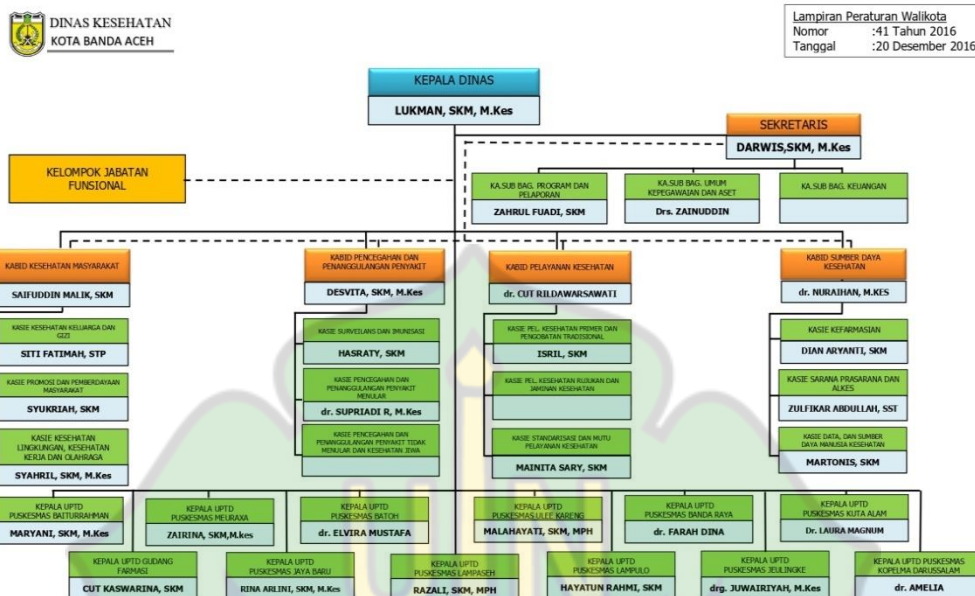 DINAS KESEHATAN
KOTA BANDA ACEH
Lampiran Peraturan Walikota
Nomor :41 Tahun 2016
Tanggal :20 Desember 2016
KEPALA DINAS
LUKMAN, SKM, M.Kes
SEKRETARIS
DARWIS,SKM, M.Kes
KELOMPOK JABATAN
FUNSIONAL
KA.SUB BAG. PROGRAM DAN
PELAPORAN
ZAHRUL FUADI, SKM
KA.SUB BAG. UMUM
KEPEGAWAIAN DAN ASET
Drs. ZAINUDDIN
KA.SUB BAG. KEUANGAN
KABID KESEHATAN MASYARAKAT
SAIFUDDIN MALIK, SKM
KASIE KESEHATAN KELUARGA DAN
GIZI
SITI FATIMAH, STP
KASIE PROMOSI DAN PEMBERDAYAAN
MASYARAKAT
SYUKRIAH, SKM
KASIE KESEHATAN
LINGKUNGAN, KESEHATAN
KERJA DAN OLAHRAGA
SYAHRIL, SKM, M.Kes
KABID PENCEGAHAN DAN
PENANGGULANGAN PENYAKIT
DESVITA, SKM, M.Kes
KASIE SURVEILANS DAN IMUNISASI
HASRATY, SKM
KASIE PENCEGAHAN DAN
PENANGGULANGAN PENYAKIT
MENULAR
dr. SUPRIADI R, M.Kes
KASIE PENCEGAHAN DAN
PENANGGULANGAN PENYAKIT TIDAK
MENULAR DAN KESEHATAN JIWA
KABID PELAYANAN KESEHATAN
dr. CUT RILDAWARSAWATI
KASIE PEL. KESEHATAN PRIMER DAN
PENGOBATAN TRADISIONAL
ISRIL, SKM
KASIE PEL. KESEHATAN RUJUKAN DAN
JAMINAN KESEHATAN
KASIE STANDARISASI DAN MUTU
PELAYANAN KESEHATAN
MAINITA SARY, SKM
KABID SUMBER DAYA
KESEHATAN
dr. NURAIHAN, M.KES
KASIE KEFARMASIAN
DIAN ARYANTI, SKM
KASIE SARANA PRASARANA DAN
ALKES
ZULFIKAR ABDULLAH, SST
KASIE DATA, DAN SUMBER
DAYA MANUSIA KESEHATAN
MARTONIS, SKM
KEPALA UPTD
PUSKESMAS BAITURRAHMAN
MARYANI, SKM, M.Kes
KEPALA UPTD
PUSKESMAS MEURAXA
ZAIRINA, SKM,M.kes
KEPALA UPTD
PUSKESMAS BATOH
dr. ELVIRA MUSTAFA
KEPALA UPTD
PUSKESMAS ULEE KARENG
MALAHAYATI, SKM, MPH
KEPALA UPTD
PUSKESMAS BANDA RAYA
dr. FARAH DINA
KEPALA UPTD
PUSKESMAS KUTA ALAM
Dr. LAURA MAGNUM
KEPALA UPTD GUDANG
FARMASI
CUT KASWARINA, SKM
KEPALA UPTD
PUSKESMAS JAYA BARU
RINA ARLINI, SKM, M.Kes
KEPALA UPTD
PUSKESMAS LAMPASEH
RAZALI, SKM, MPH
KEPALA UPTD
PUSKESMAS LAMPULO
HAYATUN RAHMI, SKM
KEPALA UPTD
PUSKESMAS JEULINGKE
drg. JUWAIRIYAH, M.Kes
KEPALA UPTD PUSKESMAS
KOPELMA DARUSSALAM
dr. AMELIA
UIN